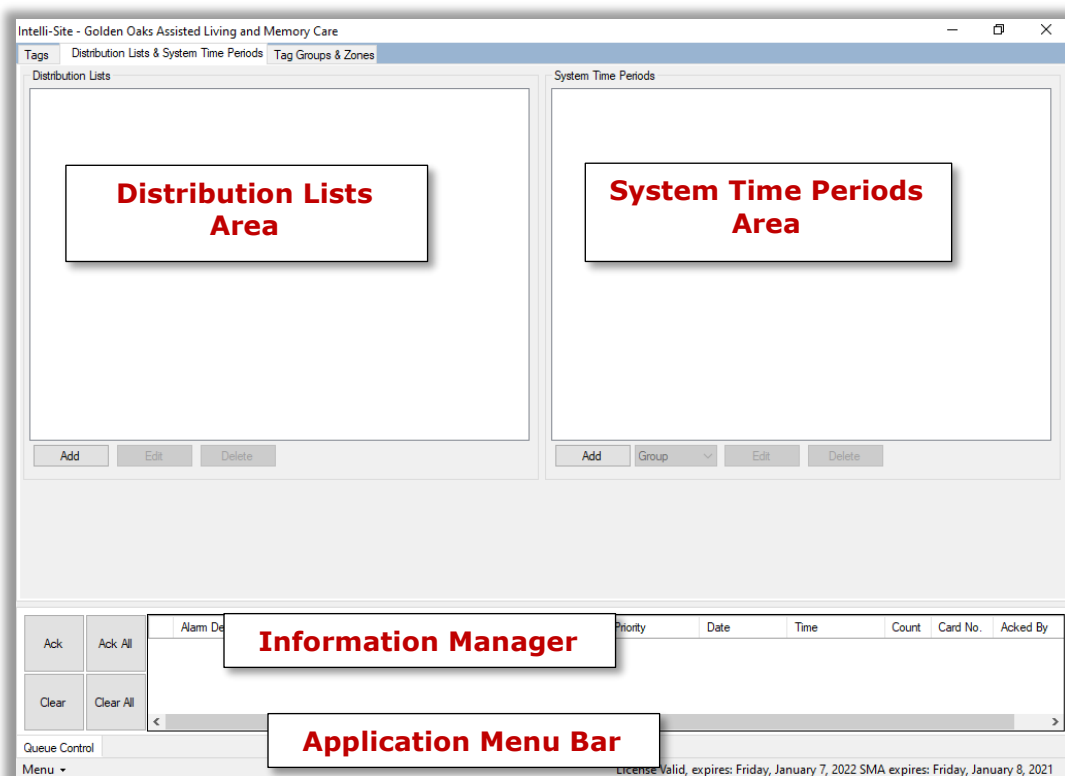 Intelli-Site - Golden Oaks Assisted Living and Memory Care
Tags Distribution Lists & System Time Periods Tag Groups & Zones
Distribution Lists
System Time Periods
Distribution Lists
Area
System Time Periods
Area
Add Edit Delete
Add Group Edit Delete
Ack Ack All
Clear Clear All
Alarm De Priority Date Time Count Card No. Acked By
Information Manager
Application Menu Bar
Queue Control
Menu
License Valid, expires: Friday, January 7, 2022 SMA expires: Friday, January 8, 2021